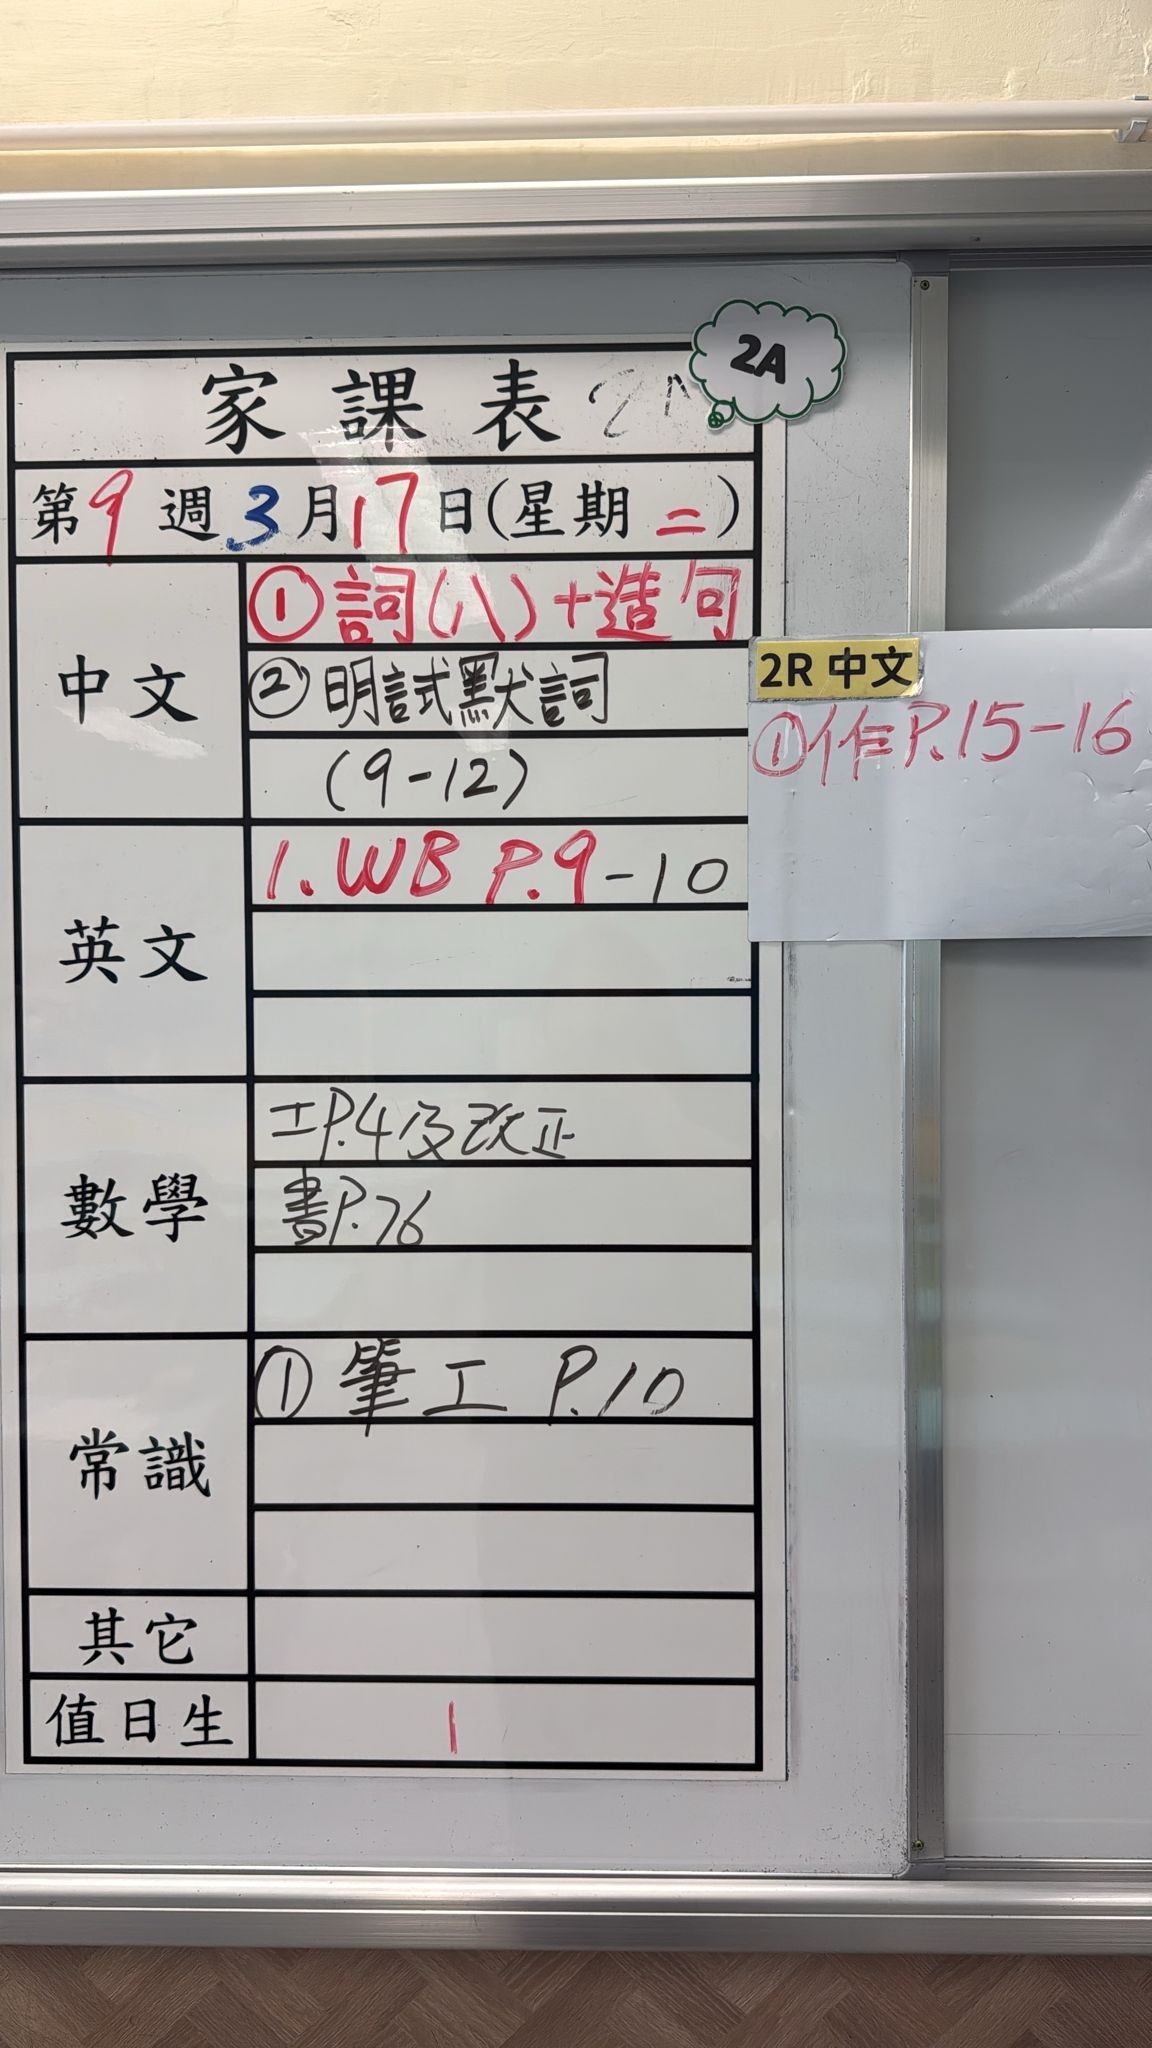 家課表
2A
第9週3月17日(星期二)
中文
①詞(八)+造句
②明試默詞
(9-12)
2R 中文
①作P.15-16
英文
1. WB P.9-10
數學
工P.4及改正
書P.76
常識
①筆工 P.10
其它
值日生
1